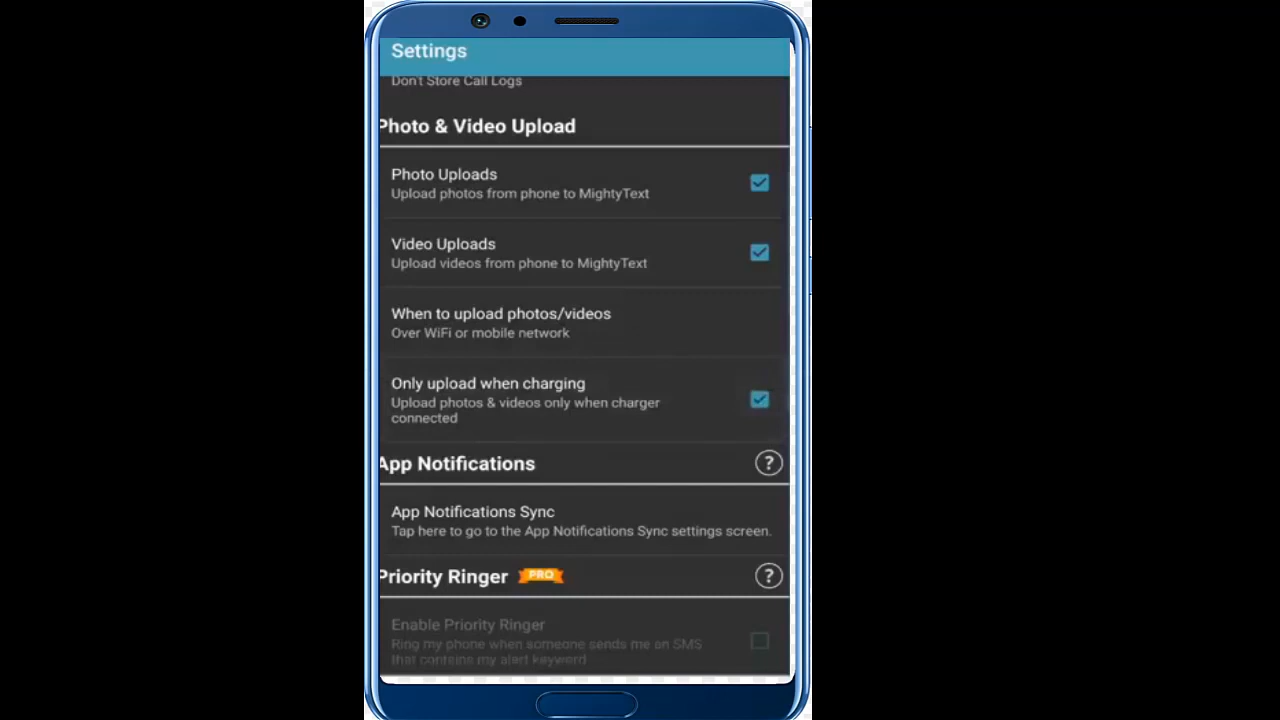 Settings
Don't Store Call Logs
Photo & Video Upload
Photo Uploads
Upload photos from phone to MightyText
Video Uploads
Upload videos from phone to MightyText
When to upload photos/videos
Over WiFi or mobile network
Only upload when charging
Upload photos & videos only when charger
connected
App Notifications ?
App Notifications Sync
Tap here to go to the App Notifications Sync settings screen.
Priority Ringer PRO ?
Enable Priority Ringer
Ring my phone when someone sends me an SMS
that contains my alert keyword